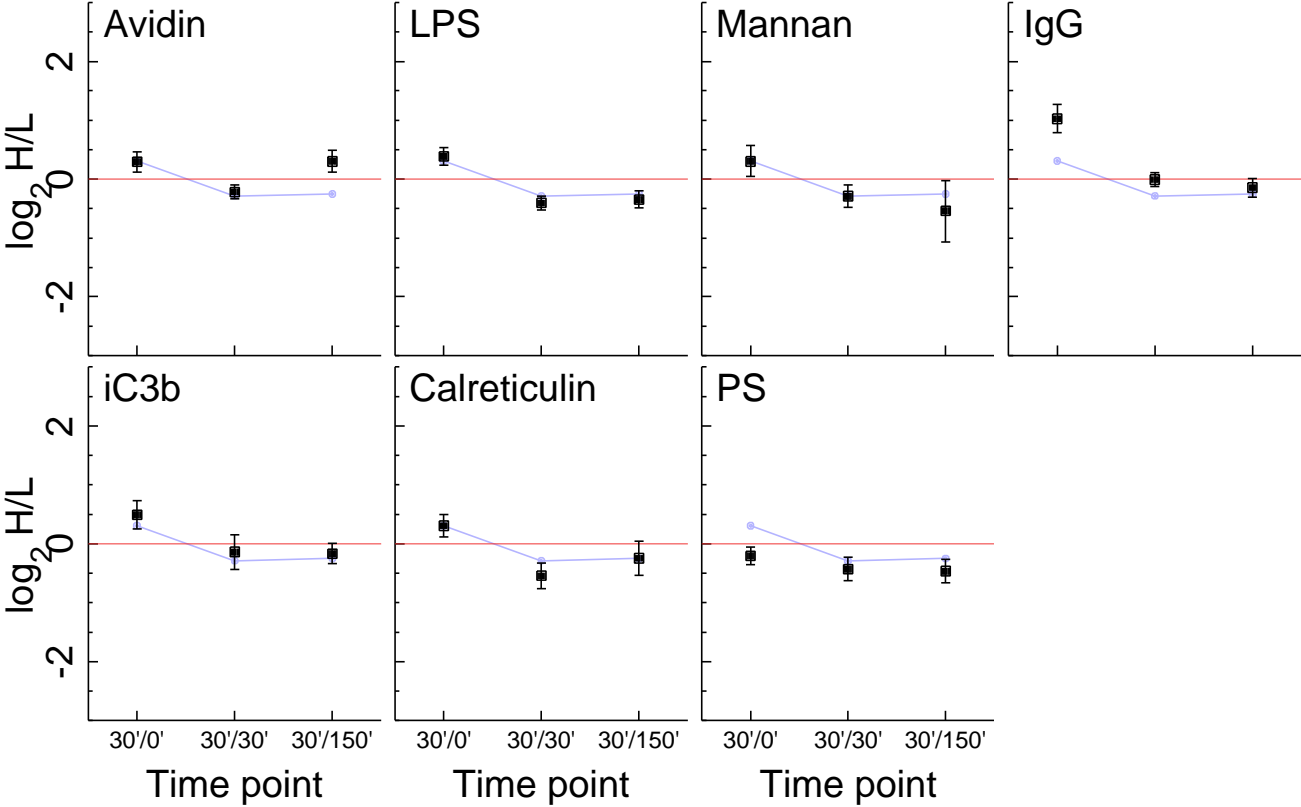 Avidin
LPS
Mannan
IgG
log2 H/L
2
0
-2
iC3b
Calreticulin
PS
log2 H/L
2
0
-2
30'/0' 30'/30' 30'/150'
30'/0' 30'/30' 30'/150'
30'/0' 30'/30' 30'/150'
Time point
Time point
Time point